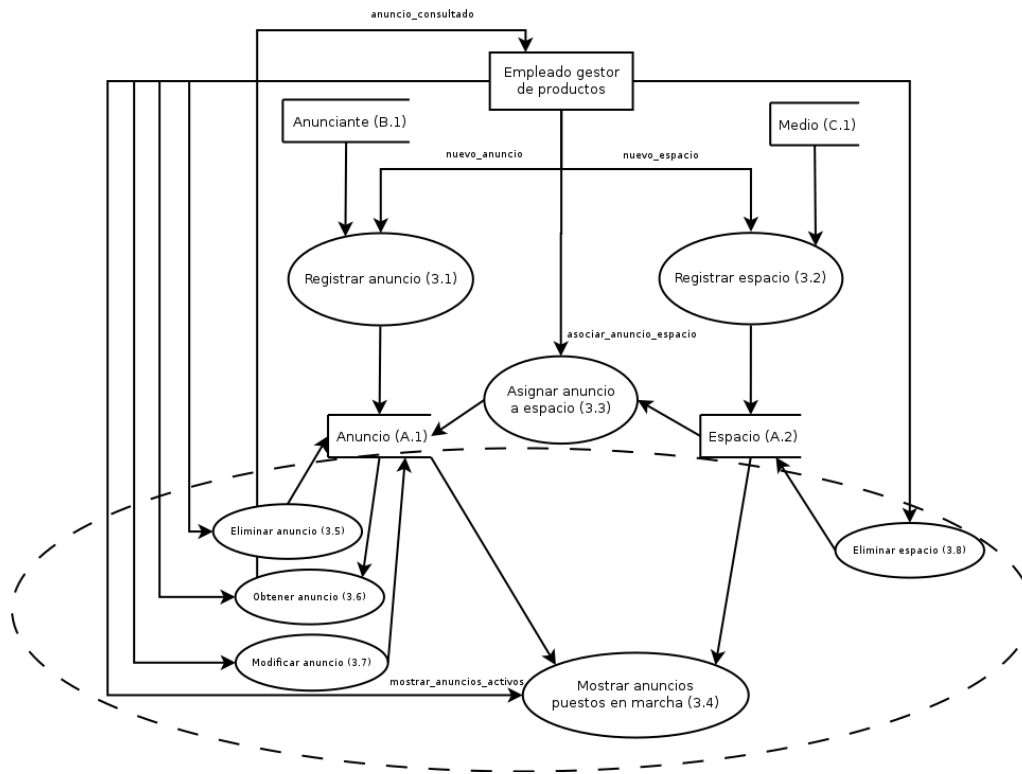 anuncio_consultado
Empleado gestor
de productos
Anunciante (B.1)
Medio (C.1)
nuevo_anuncio
nuevo_espacio
Registrar anuncio (3.1)
Registrar espacio (3.2)
asociar_anuncio_espacio
Asignar anuncio
a espacio (3.3)
Anuncio (A.1)
Espacio (A.2)
Eliminar anuncio (3.5)
Eliminar espacio (3.8)
Obtener anuncio (3.6)
Modificar anuncio (3.7)
mostrar_anuncios_activos
Mostrar anuncios
puestos en marcha (3.4)